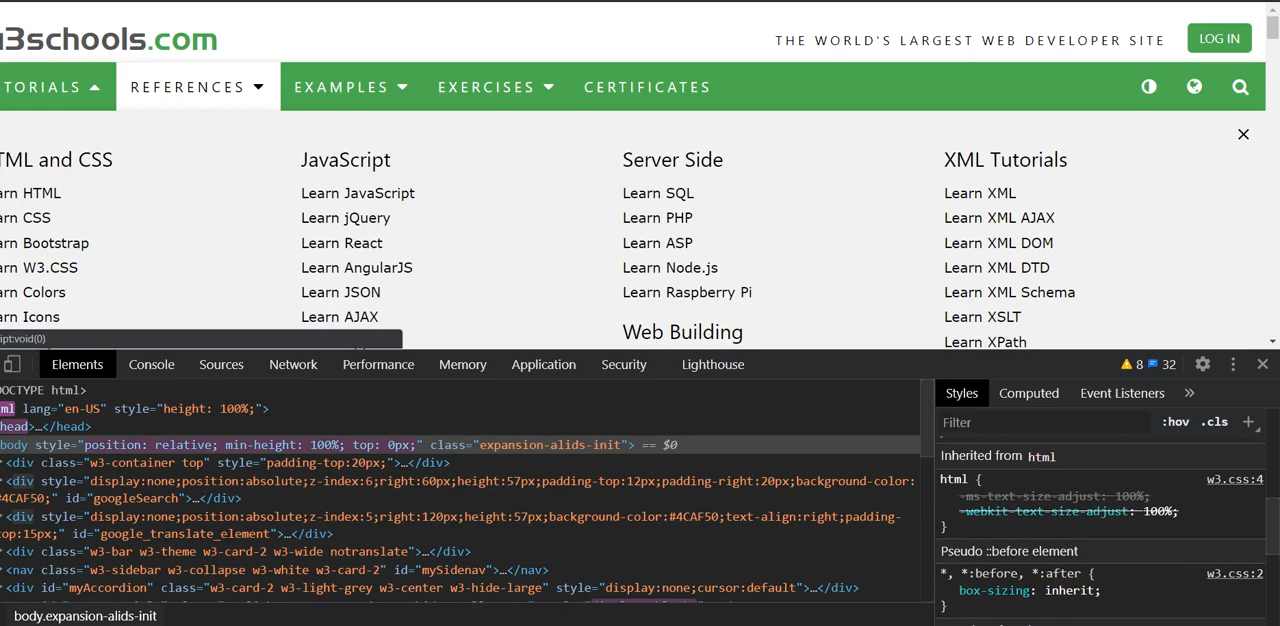 w3schools.com
THE WORLD'S LARGEST WEB DEVELOPER SITE
LOG IN
TORIALS REFERENCES EXAMPLES EXERCISES CERTIFICATES
TML and CSS
arn HTML
arn CSS
arn Bootstrap
arn W3.CSS
arn Colors
arn Icons
JavaScript
Learn JavaScript
Learn jQuery
Learn React
Learn AngularJS
Learn JSON
Learn AJAX
Server Side
Learn SQL
Learn PHP
Learn ASP
Learn Node.js
Learn Raspberry Pi
Web Building
XML Tutorials
Learn XML
Learn XML AJAX
Learn XML DOM
Learn XML DTD
Learn XML Schema
Learn XSLT
Learn XPath
ipt:void(0)
Elements Console Sources Network Performance Memory Application Security Lighthouse
8 32
OCTYPE html>
ml lang="en-US" style="height: 100%;">
head>…</head>
body style="position: relative; min-height: 100%; top: 0px;" class="expansion-alids-init"> == $0
<div class="w3-container top" style="padding-top:20px;">…</div>
<div style="display:none;position:absolute;z-index:6;right:60px;height:57px;padding-top:12px;padding-right:20px;background-color:
#4CAF50;" id="googleSearch">…</div>
<div style="display:none;position:absolute;z-index:5;right:120px;height:57px;background-color:#4CAF50;text-align:right;padding-
top:15px;" id="google_translate_element">…</div>
<div class="w3-bar w3-theme w3-card-2 w3-wide notranslate">…</div>
<nav class="w3-sidebar w3-collapse w3-white w3-card-2" id="mySidenav">…</nav>
<div id="myAccordion" class="w3-card-2 w3-light-grey w3-center w3-hide-large" style="display:none;cursor:default">…</div>
body.expansion-alids-init
Styles Computed Event Listeners »
Filter
:hov .cls +
Inherited from html
html {
w3.css:4
-ms-text-size-adjust: 100%;
-webkit-text-size-adjust: 100%;
}
Pseudo ::before element
*, *:before, *:after {
w3.css:2
box-sizing: inherit;
}